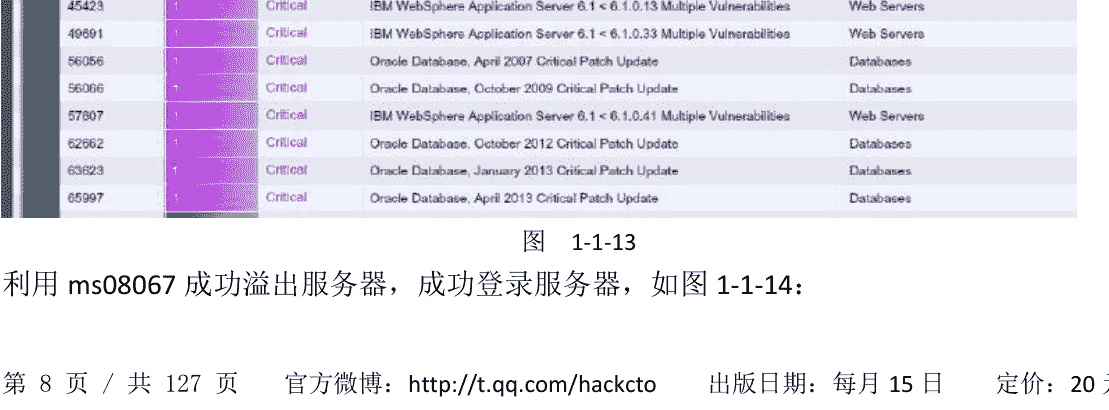 45423 1 Critical IBM WebSphere Application Server 6.1 < 6.1.0.13 Multiple Vulnerabilities Web Servers
49691 1 Critical IBM WebSphere Application Server 6.1 < 6.1.0.33 Multiple Vulnerabilities Web Servers
56056 1 Critical Oracle Database, April 2007 Critical Patch Update Databases
56066 1 Critical Oracle Database, October 2009 Critical Patch Update Databases
57607 1 Critical IBM WebSphere Application Server 6.1 < 6.1.0.41 Multiple Vulnerabilities Web Servers
62662 1 Critical Oracle Database, October 2012 Critical Patch Update Databases
63623 1 Critical Oracle Database, January 2013 Critical Patch Update Databases
65997 1 Critical Oracle Database, April 2013 Critical Patch Update Databases
图 1-1-13
利用 ms08067 成功溢出服务器，成功登录服务器，如图 1-1-14：
第 8 页 / 共 127 页 官方微博：http://t.qq.com/hackcto 出版日期：每月 15 日 定价：20 元